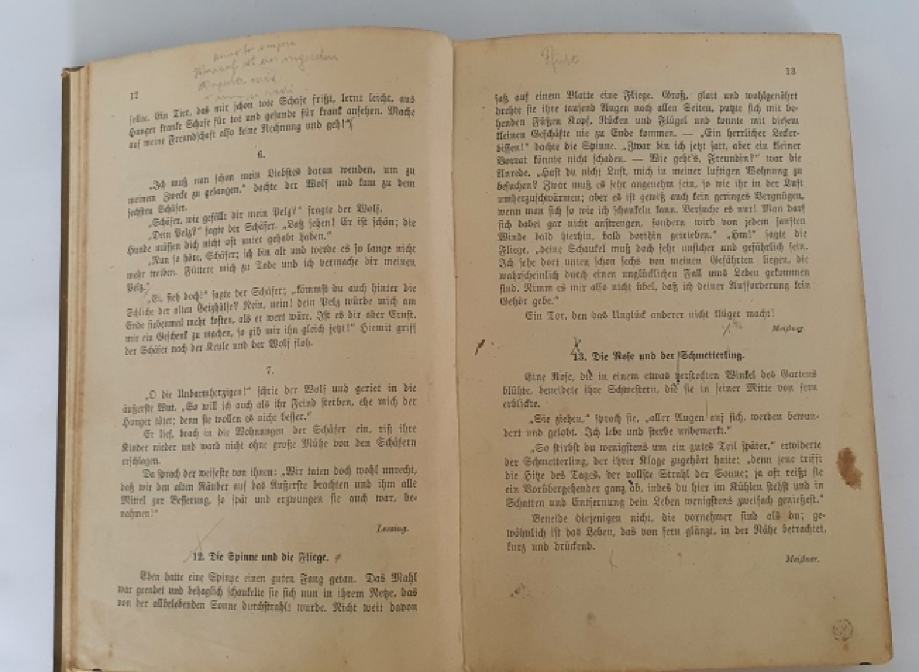 12
sollte. Ein Tier, das mir schon tote Schafe frißt, lernt leicht, aus
Hunger kranke Schafe für tot und gesunde für krank ansehen. Mache
auf meine Freundschaft also keine Rechnung und geh!"
6.
„Ich muß nun schon mein Liebstes daran wenden, um zu
meinem Zwecke zu gelangen," dachte der Wolf und kam zu dem
sechsten Schäfer.
„Schäfer, wie gefällt dir mein Pelz?" fragte der Wolf.
„Dein Pelz?" sagte der Schäfer. „Laß sehen! Er ist schön; die
Hunde müssen dich nicht oft unter gehabt haben."
„Nun so höre, Schäfer; ich bin alt und werde es so lange nicht
mehr treiben. Füttere mich zu Tode und ich vermache dir meinen
Pelz."
„Ei, sieh doch!" sagte der Schäfer; „kömmst du auch hinter die
Schliche der alten Geizhälse? Nein, nein! dein Pelz würde mich am
Ende siebenmal mehr kosten, als er wert wäre. Ist es dir aber Ernst,
mir ein Geschenk zu machen, so gib mir ihn gleich jetzt!" Hiemit griff
der Schäfer nach der Keule und der Wolf floh.
7.
„O die Unbarmherzigen!" schrie der Wolf und geriet in die
äußerste Wut. „So will ich auch als ihr Feind sterben, ehe mich der
Hunger tötet; denn sie wollen es nicht besser."
Er lief, brach in die Wohnungen der Schäfer ein, riß ihre
Kinder nieder und ward nicht ohne große Mühe von den Schäfern
erschlagen.
Da sprach der weiseste von ihnen: „Wir taten doch wohl unrecht,
daß wir den alten Räuber auf das Äußerste brachten und ihm alle
Mittel zur Besserung, so spät und erzwungen sie auch war, be-
nahmen!"
Lessing.
12. Die Spinne und die Fliege.
Eben hatte eine Spinne einen guten Fang getan. Das Mahl
war geendet und behaglich schaukelte sie sich nun in ihrem Netze, das
von der allbelebenden Sonne durchstrahlt wurde. Nicht weit davon
13
saß auf einem Blatte eine Fliege. Groß, glatt und wohlgenährt
drehte sie ihre tausend Augen nach allen Seiten, putzte sich mit be-
henden Füßen Kopf, Rücken und Flügel und konnte mit diesem
kleinen Geschäfte nie zu Ende kommen. — „Ein herrlicher Lecker-
bissen!" dachte die Spinne. „Zwar bin ich jetzt satt, aber ein kleiner
Vorrat könnte nicht schaden. — Wie geht's, Freundin?" war die
Anrede. „Hast du nicht Lust, mich in meiner luftigen Wohnung zu
besuchen? Zwar muß es sehr angenehm sein, so wie ihr in der Luft
umherzuschwärmen; aber es ist gewiß auch kein geringes Vergnügen,
wenn man sich so wie ich schaukeln kann. Versuche es nur! Man darf
sich dabei gar nicht anstrengen, sondern wird von jedem sanften
Winde bald hierhin, bald dorthin getrieben." — „Hm!" sagte die
Fliege, „deine Schaukel muß doch sehr unsicher und gefährlich sein.
Ich sehe dort unten schon sechs von meinen Gefährten liegen, die
wahrscheinlich durch einen unglücklichen Fall ums Leben gekommen
sind. Nimm es mir also nicht übel, daß ich deiner Aufforderung kein
Gehör gebe."
Ein Tor, den das Unglück anderer nicht klüger macht!
Meißner.
13. Die Rose und der Schmetterling.
Eine Rose, die in einem etwas versteckten Winkel des Gartens
blühte, beneidete ihre Schwestern, die sie in seiner Mitte von fern
erblickte.
„Sie ziehen," sprach sie, „aller Augen auf sich, werden bewun-
dert und gelobt. Ich lebe und sterbe unbemerkt."
„So stirbst du wenigstens um ein gutes Teil später," erwiderte
der Schmetterling, der ihrer Klage zugehört hatte; „denn jene trifft
die Hitze des Tages, der vollste Strahl der Sonne; ja oft reißt sie
ein Vorübergehender ganz ab, indes du hier im Kühlen stehst und in
Schatten und Entfernung dein Leben wenigstens zweifach genießest."
Beneide diejenigen nicht, die vornehmer sind als du; ge-
wöhnlich ist das Leben, das von fern glänzt, in der Nähe betrachtet,
kurz und drückend.
Meißner.